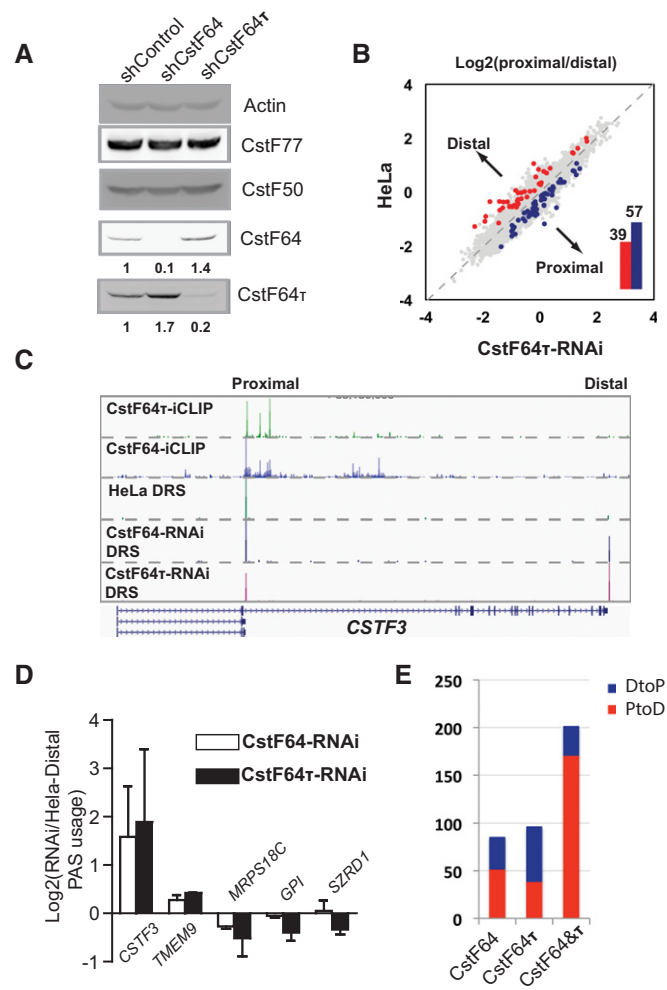 A
shControl
shCstF64
shCstF64τ
Actin
CstF77
CstF50
CstF64
1 0.1 1.4
CstF64τ
1 1.7 0.2
B
Log2(proximal/distal)
4
2
0
-2
-4
HeLa
Distal
Proximal
39
57
-4 -2 0 2 4
CstF64τ-RNAi
C
Proximal Distal
CstF64τ-iCLIP
CstF64-iCLIP
HeLa DRS
CstF64-RNAi
DRS
CstF64τ-RNAi
DRS
CSTF3
D
Log2(RNAi/Hela-Distal
PAS usage)
4
3
2
1
0
-1
CstF64-RNAi
CstF64τ-RNAi
CSTF3
TMEM9
MRPS18C
GPI
SZRD1
E
250
200
150
100
50
0
DtoP
PtoD
CstF64
CstF64τ
CstF64&τ